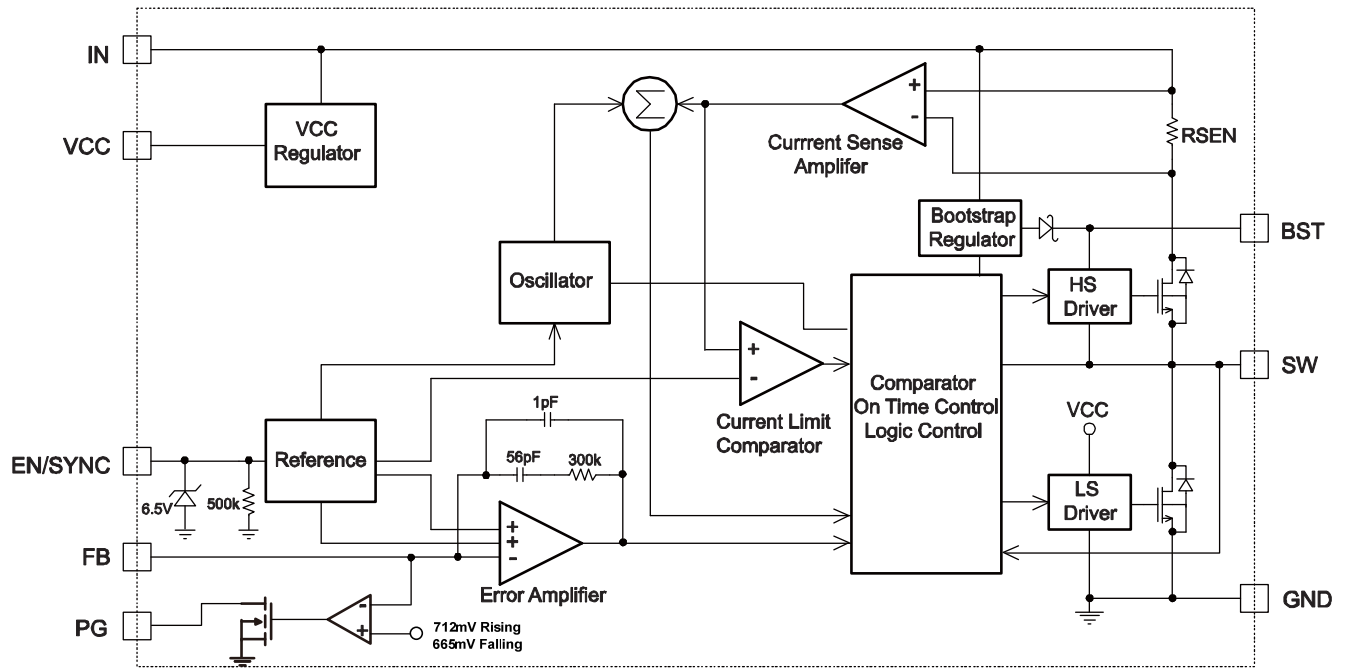 IN
VCC
VCC
Regulator
Σ
+
-
Currrent Sense
Amplifer
RSEN
Bootstrap
Regulator
BST
Oscillator
HS
Driver
+
-
Current Limit
Comparator
Comparator
On Time Control
Logic Control
SW
VCC
1pF
56pF
300k
EN/SYNC
Reference
6.5V
500k
LS
Driver
+
+
-
Error Amplifier
FB
PG
-
+
712mV Rising
665mV Falling
GND